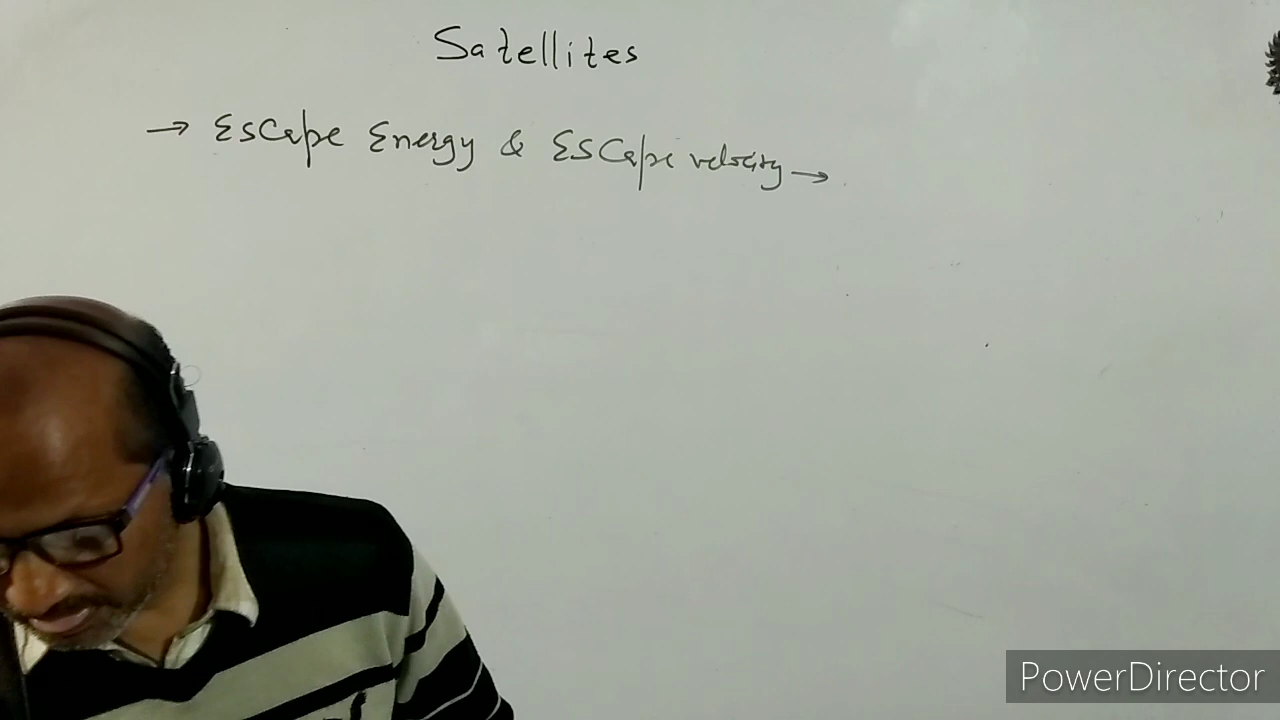 Satellites
→ Escape Energy & Escape velocity →
PowerDirector